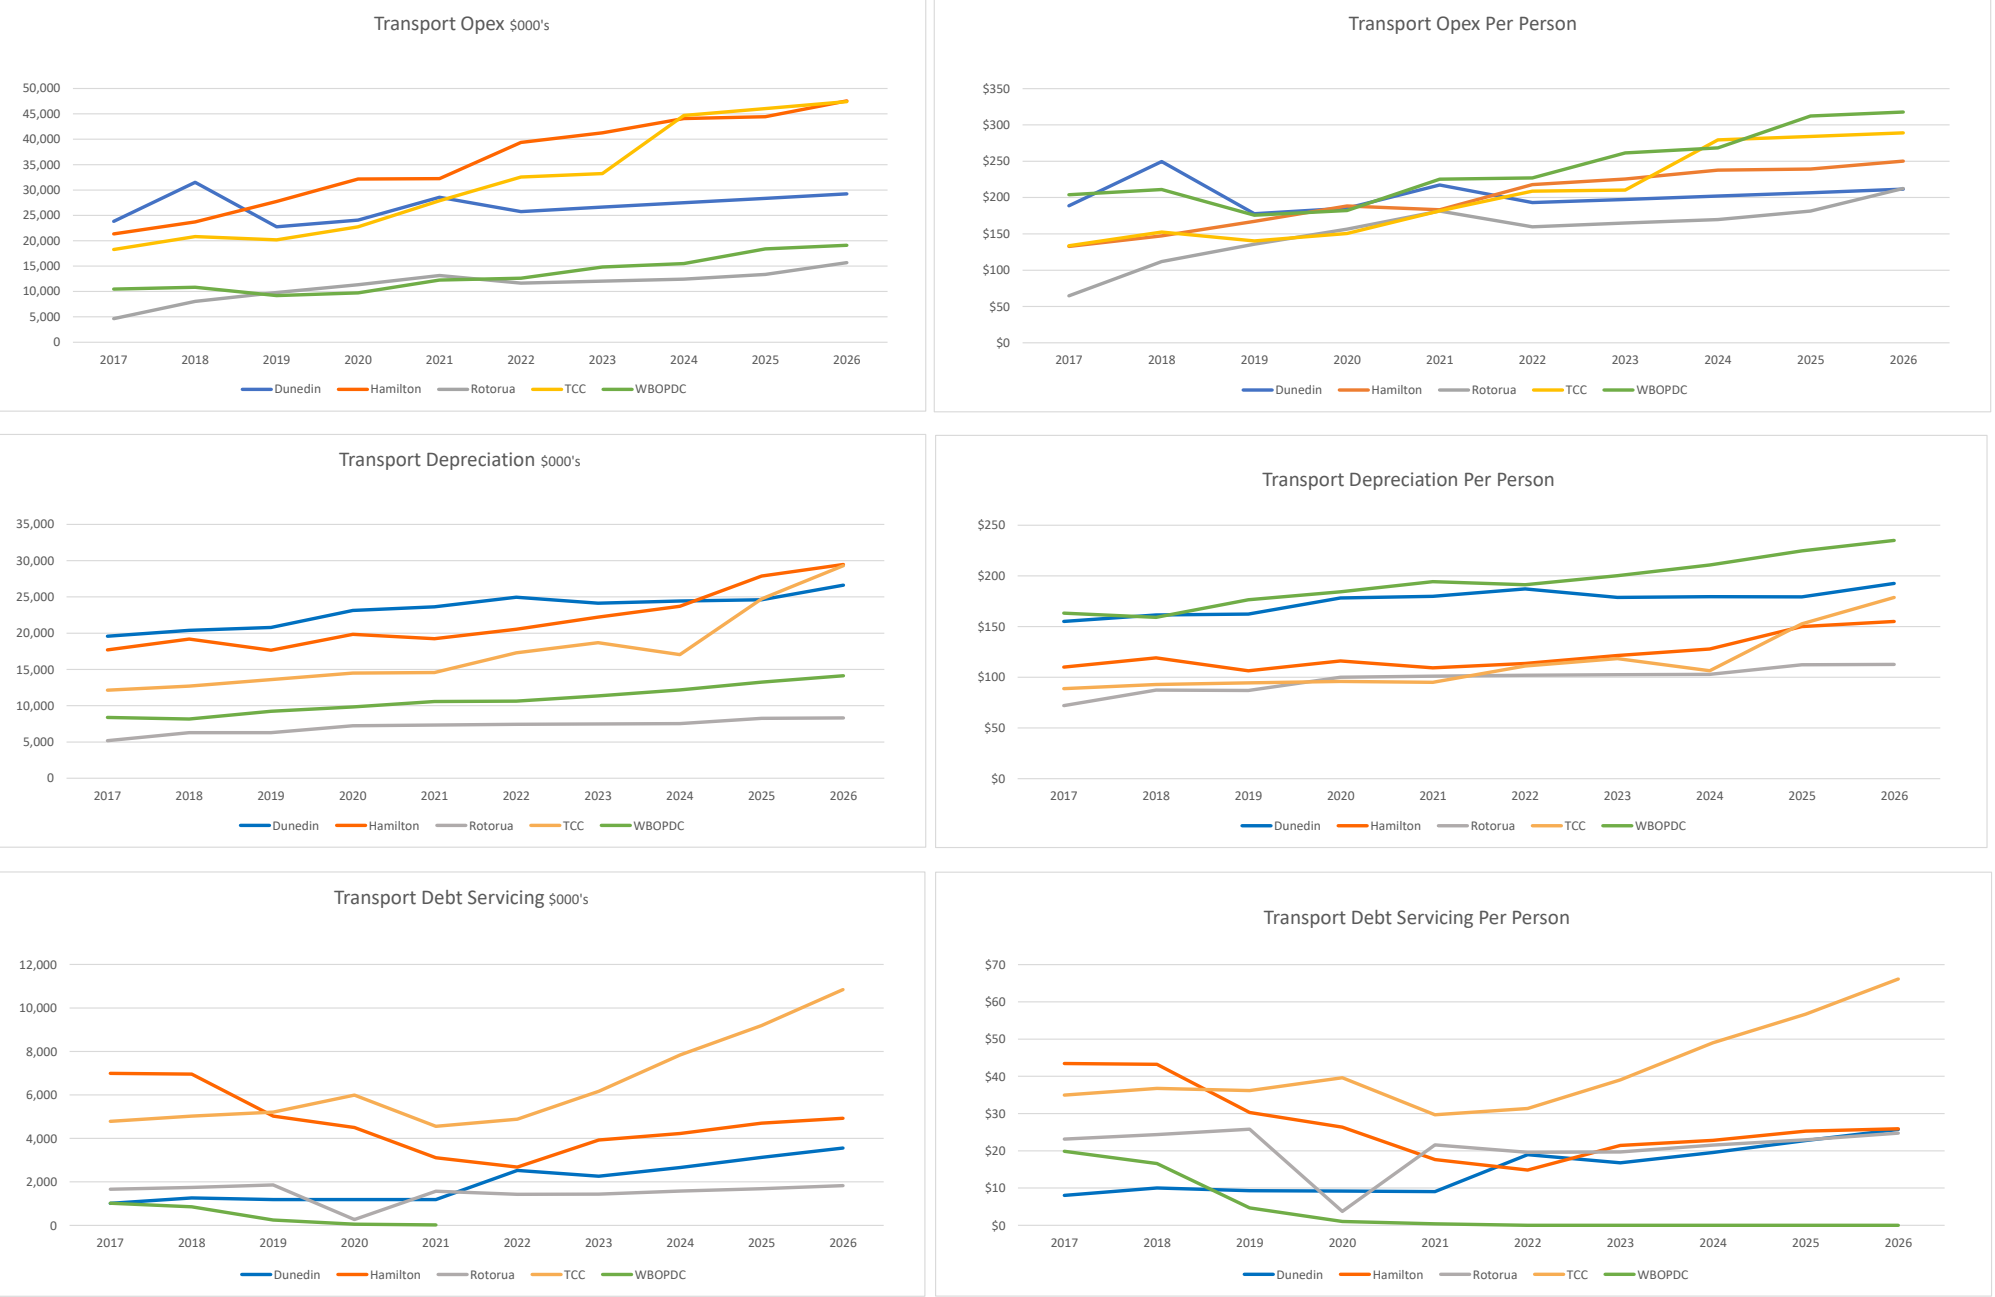 Transport Opex $000's
50,000
45,000
40,000
35,000
30,000
25,000
20,000
15,000
10,000
5,000
0
2017 2018 2019 2020 2021 2022 2023 2024 2025 2026
Dunedin Hamilton Rotorua TCC WBOPDC
Transport Opex Per Person
$350
$300
$250
$200
$150
$100
$50
$0
2017 2018 2019 2020 2021 2022 2023 2024 2025 2026
Dunedin Hamilton Rotorua TCC WBOPDC
Transport Depreciation $000's
35,000
30,000
25,000
20,000
15,000
10,000
5,000
0
2017 2018 2019 2020 2021 2022 2023 2024 2025 2026
Dunedin Hamilton Rotorua TCC WBOPDC
Transport Depreciation Per Person
$250
$200
$150
$100
$50
$0
2017 2018 2019 2020 2021 2022 2023 2024 2025 2026
Dunedin Hamilton Rotorua TCC WBOPDC
Transport Debt Servicing $000's
12,000
10,000
8,000
6,000
4,000
2,000
0
2017 2018 2019 2020 2021 2022 2023 2024 2025 2026
Dunedin Hamilton Rotorua TCC WBOPDC
Transport Debt Servicing Per Person
$70
$60
$50
$40
$30
$20
$10
$0
2017 2018 2019 2020 2021 2022 2023 2024 2025 2026
Dunedin Hamilton Rotorua TCC WBOPDC